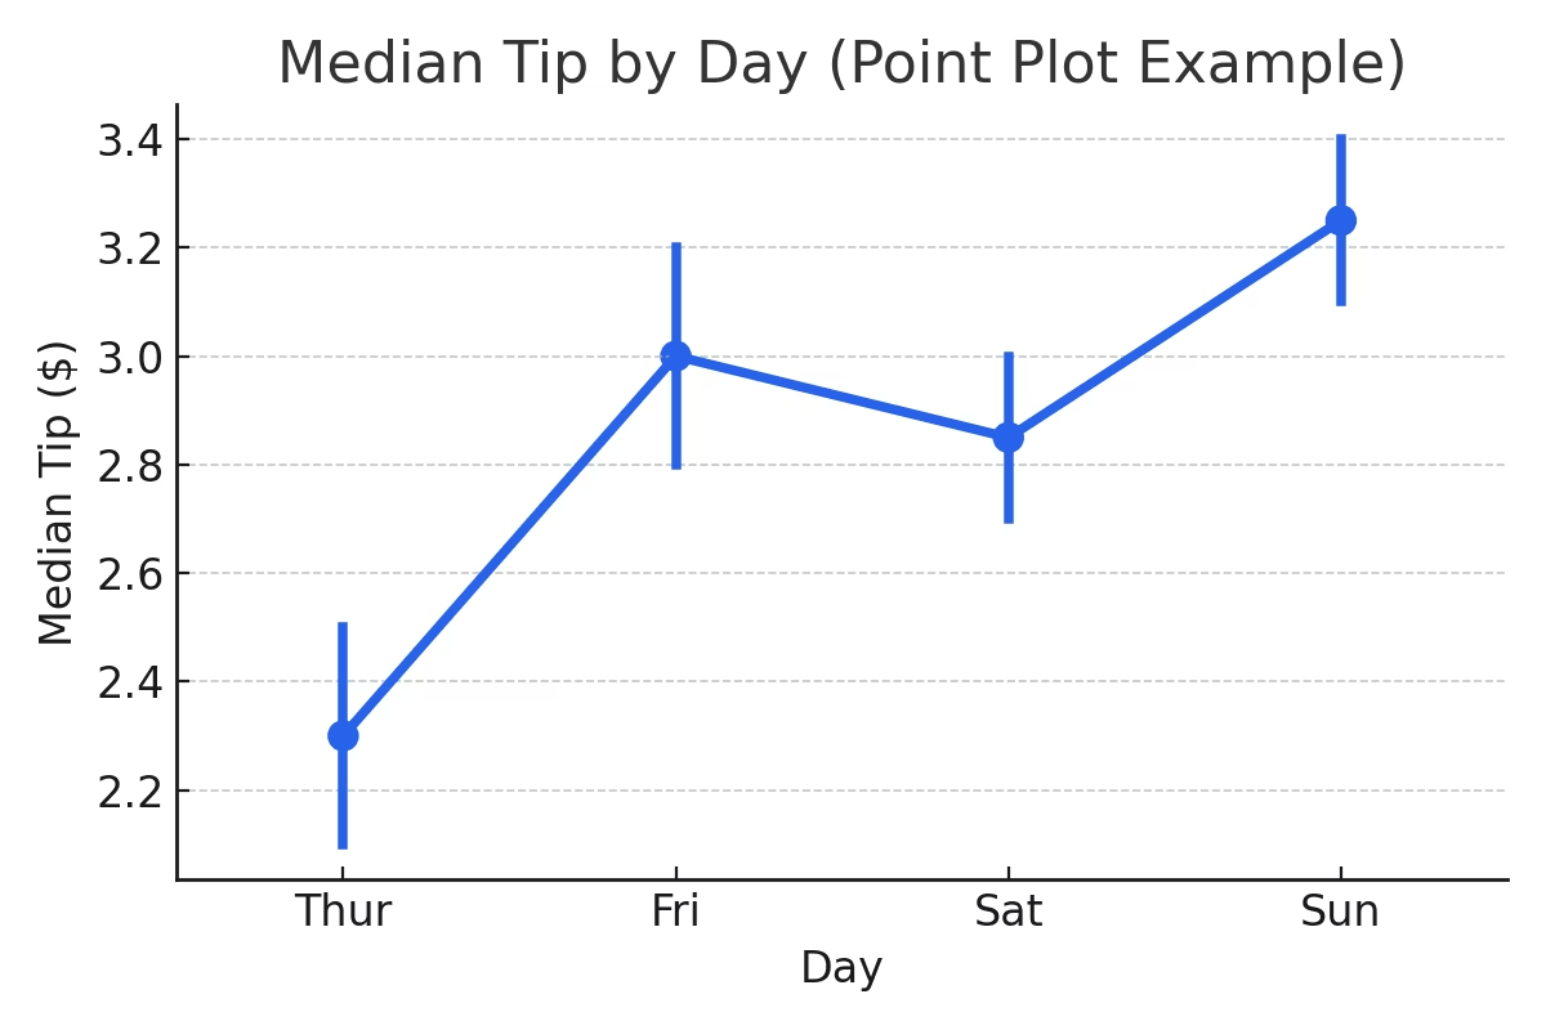 Median Tip by Day (Point Plot Example)
Median Tip ($)
3.4
3.2
3.0
2.8
2.6
2.4
2.2
Thur Fri Sat Sun
Day